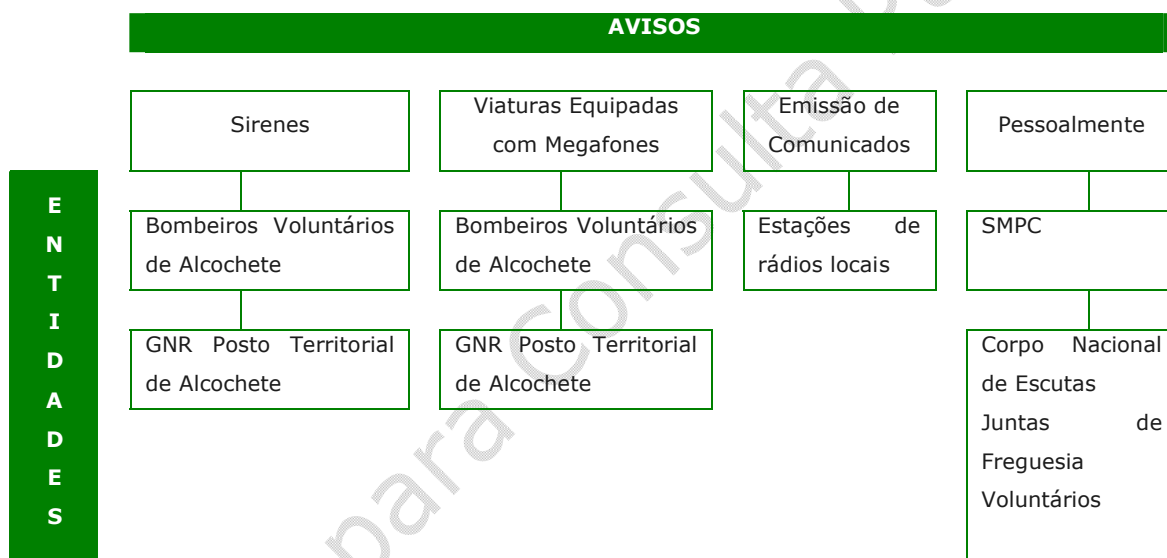 AVISOS
Sirenes
Viaturas Equipadas
com Megafones
Emissão de
Comunicados
Pessoalmente
E
N
T
I
D
A
D
E
S
Bombeiros Voluntários
de Alcochete
Bombeiros Voluntários
de Alcochete
Estações de
rádios locais
SMPC
GNR Posto Territorial
de Alcochete
GNR Posto Territorial
de Alcochete
Corpo Nacional
de Escutas
Juntas de
Freguesia
Voluntários
para Consulta